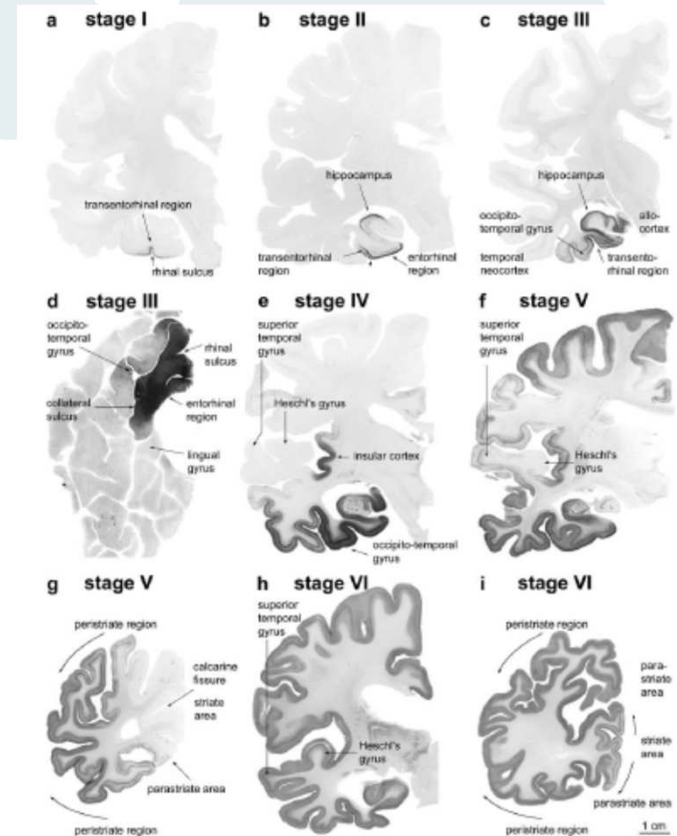 a stage I
b stage II
c stage III
transentorhinal region
rhinal sulcus
hippocampus
transentorhinal
region
entorhinal
region
hippocampus
occipito-
temporal gyrus
allo-
cortex
temporal
neocortex
transento-
rhinal region
d stage III
occipito-
temporal
gyrus
rhinal
sulcus
collateral
sulcus
entorhinal
region
lingual
gyrus
e stage IV
superior
temporal
gyrus
Heschl's gyrus
insular cortex
occipito-temporal
gyrus
f stage V
superior
temporal
gyrus
Heschl's
gyrus
g stage V
peristriate region
calcarine
fissure
striate
area
parastriate area
peristriate region
h stage VI
superior
temporal
gyrus
Heschl's
gyrus
i stage VI
peristriate region
para-
striate
area
striate
area
parastriate area
peristriate region
1 cm